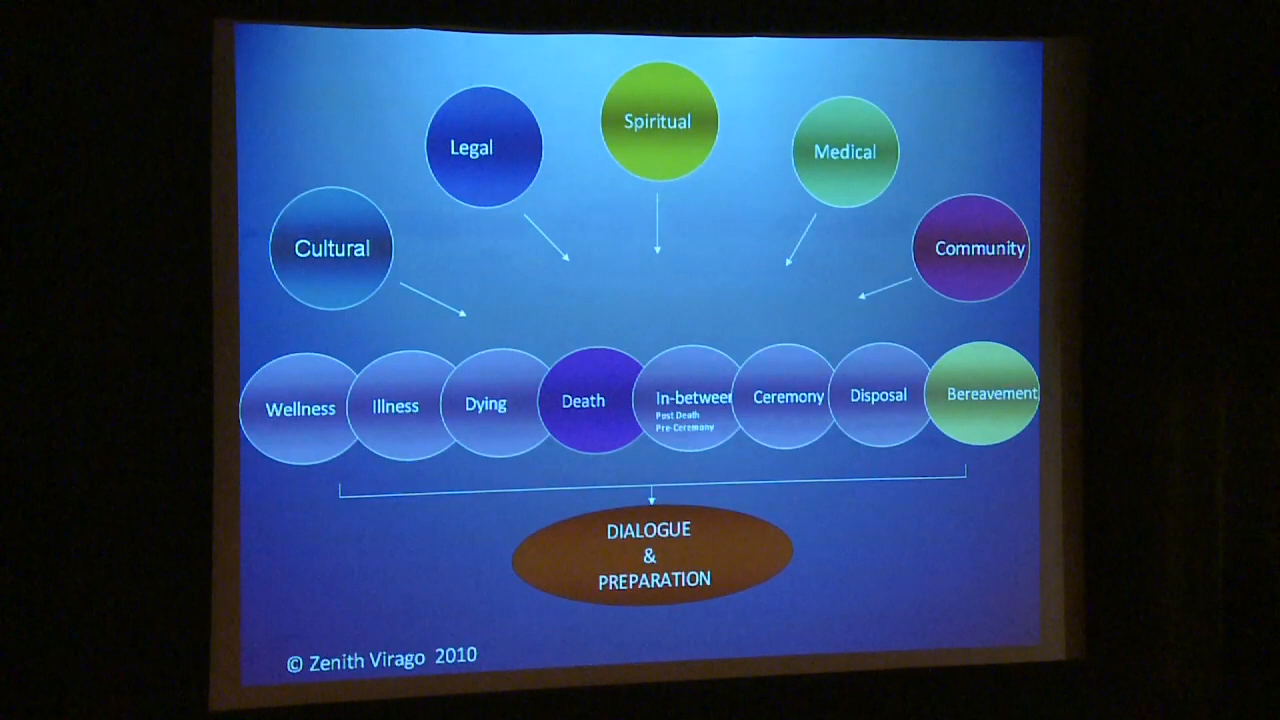 Spiritual
Legal
Medical
Cultural
Community
Wellness
Illness
Dying
Death
In-between
Post Death
Pre-Ceremony
Ceremony
Disposal
Bereavement
DIALOGUE
&
PREPARATION
© Zenith Virago 2010